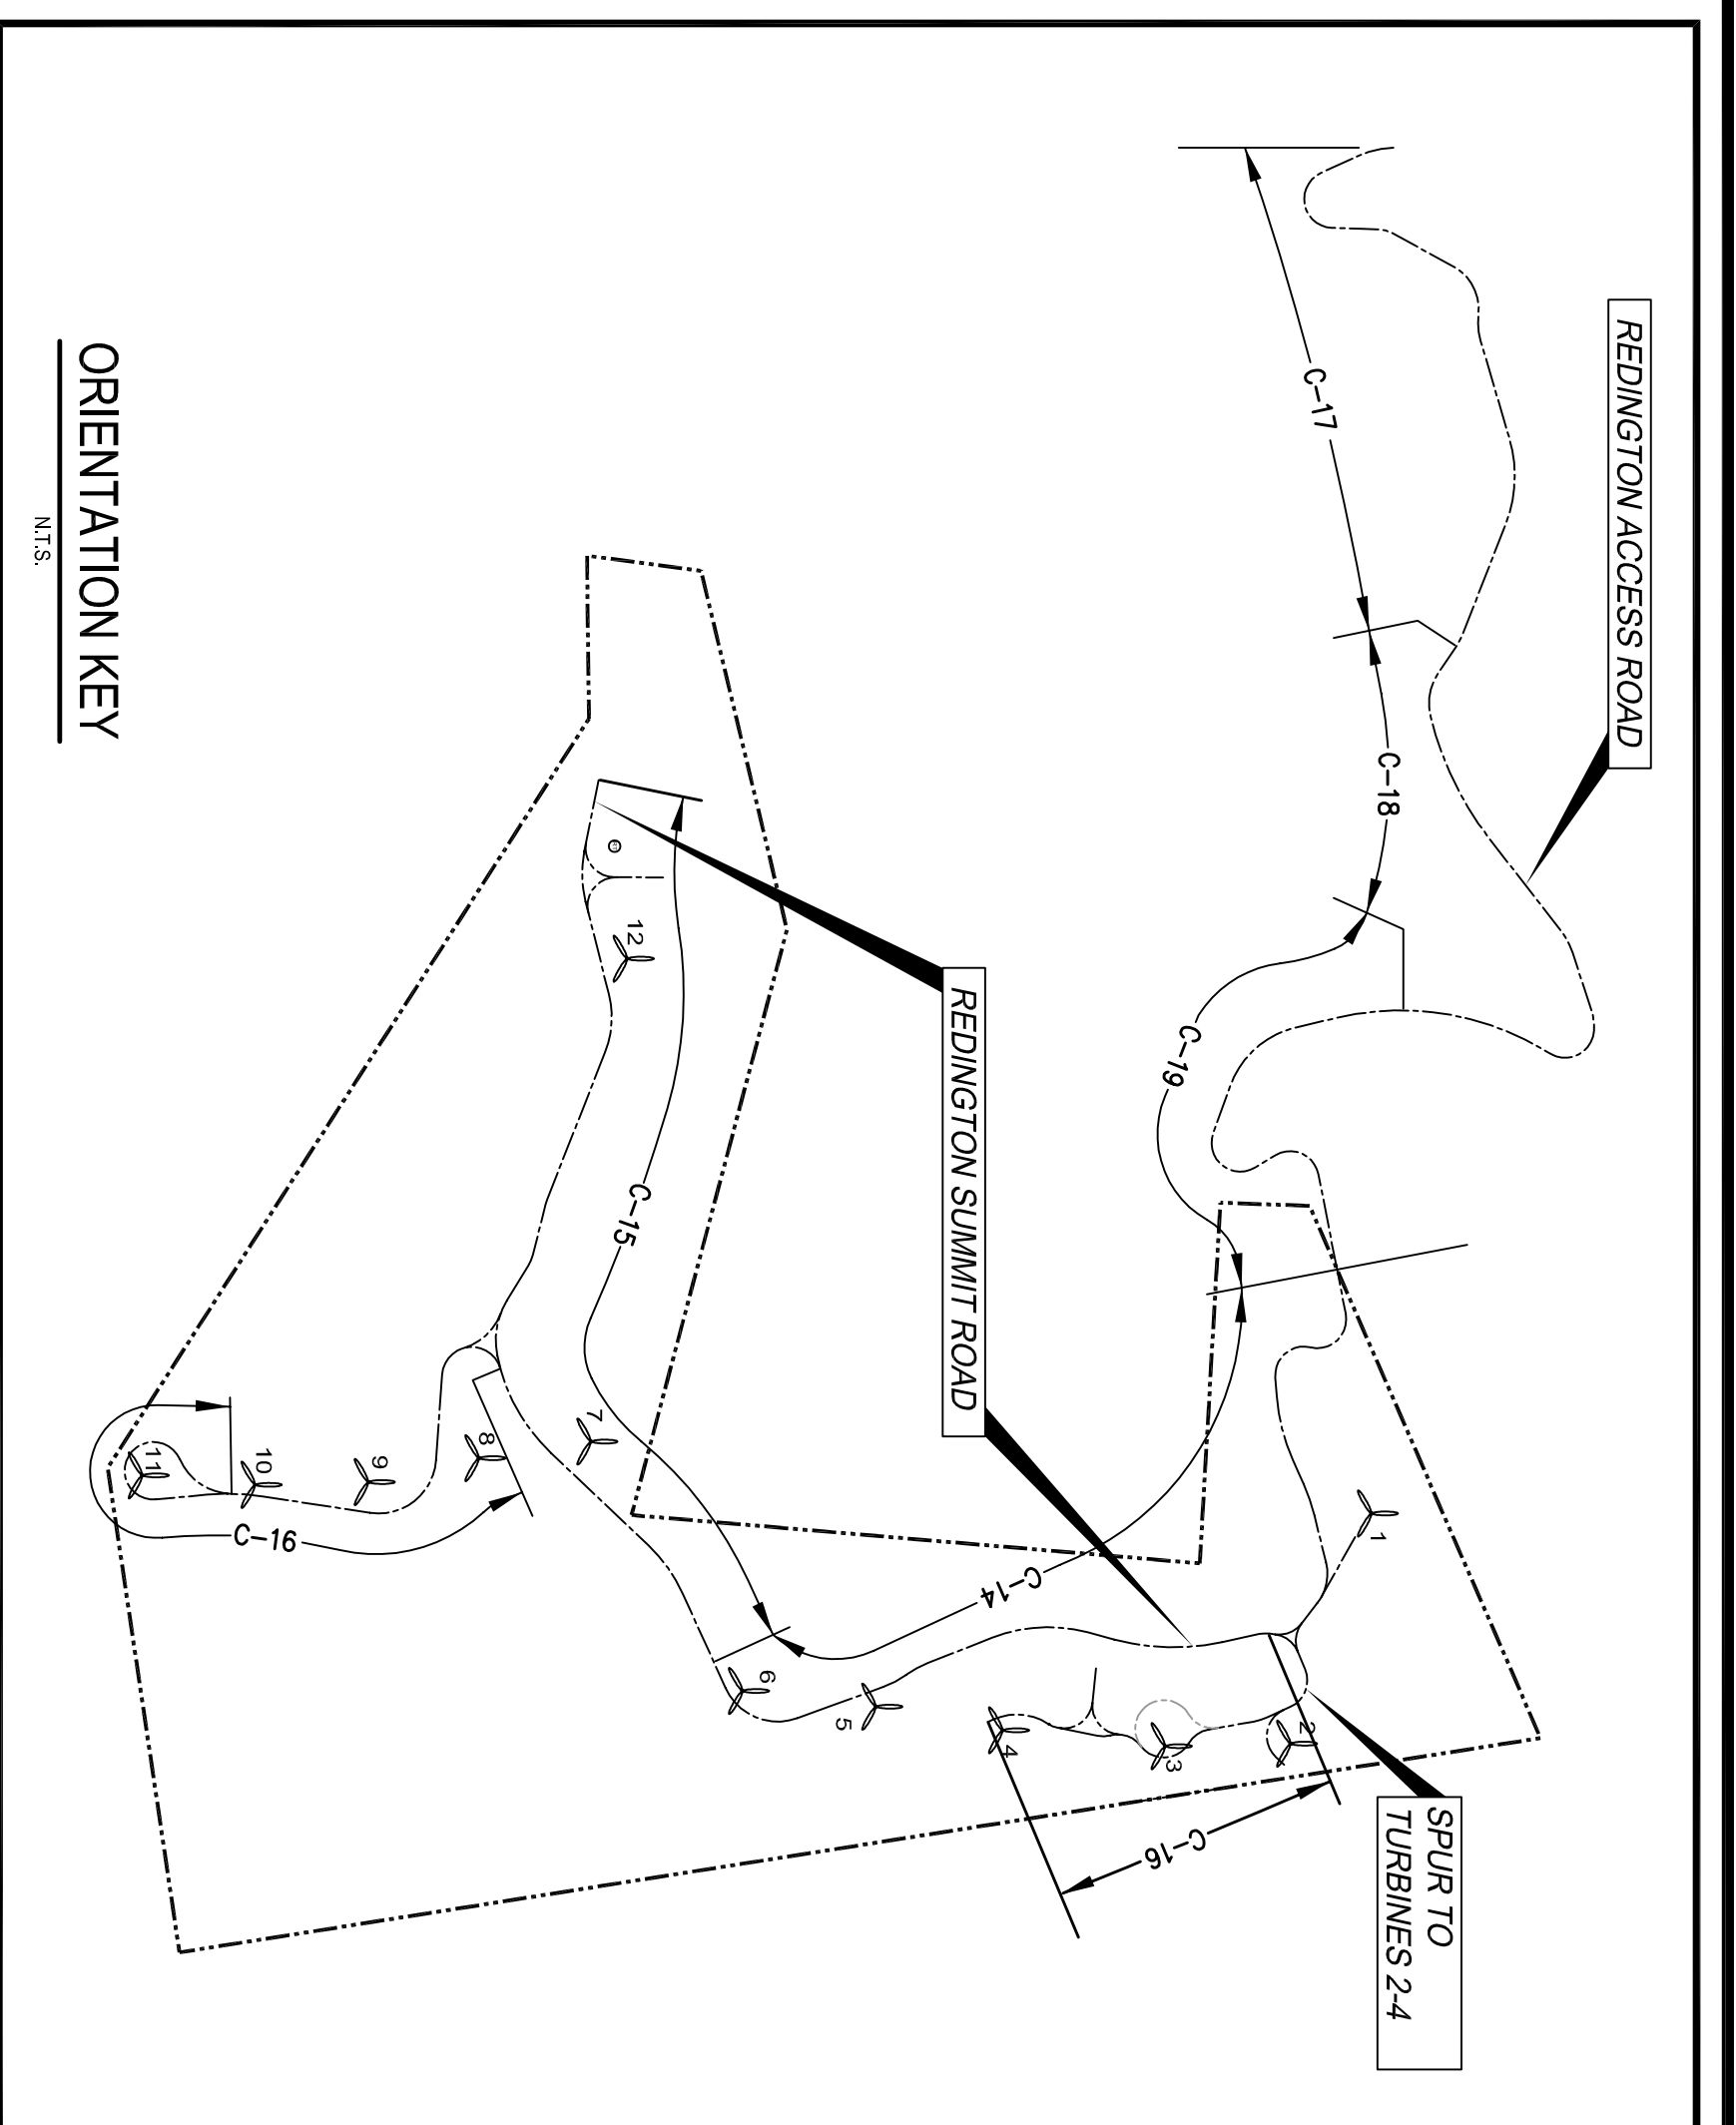 REDINGTON ACCESS ROAD
C-17
C-18
C-19
REDINGTON SUMMIT ROAD
1
C-14
SPUR TO
TURBINES 2-4
2
3
4
C-16
5
6
C-15
12
7
8
9
10
11
C-16
ORIENTATION KEY
N.T.S.